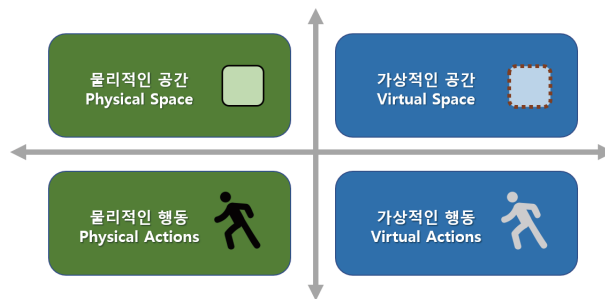 물리적인 공간
Physical Space
가상적인 공간
Virtual Space
물리적인 행동
Physical Actions
가상적인 행동
Virtual Actions